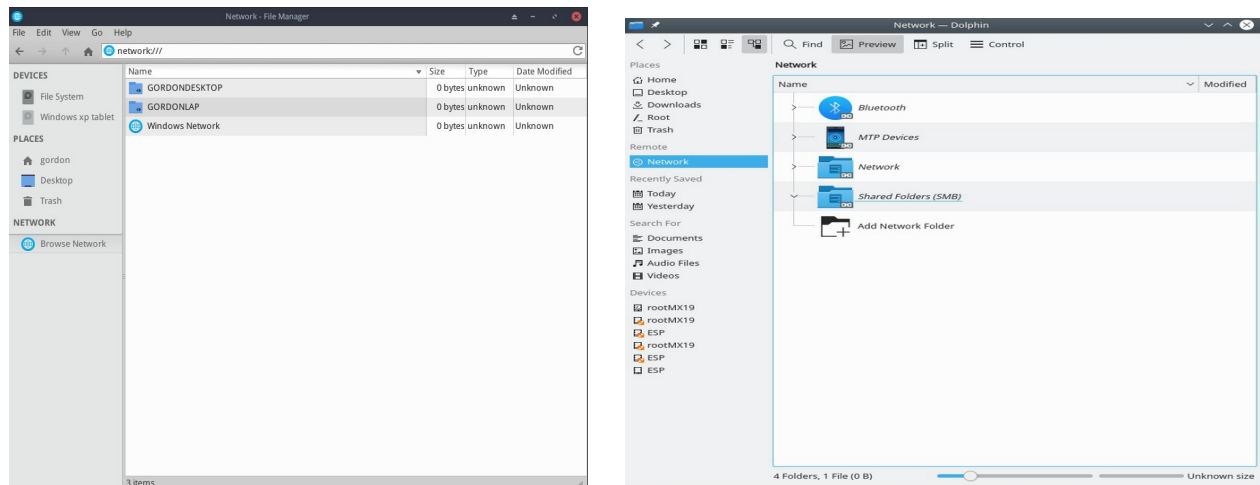 Network - File Manager
File Edit View Go Help
network:///
DEVICES
File System
Windows xp tablet
PLACES
gordon
Desktop
Trash
NETWORK
Browse Network
Name Size Type Date Modified
GORDONDESKTOP 0 bytes unknown Unknown
GORDONLAP 0 bytes unknown Unknown
Windows Network 0 bytes unknown Unknown
3 items
Network — Dolphin
Find Preview Split Control
Places
Home
Desktop
Downloads
Root
Trash
Remote
Network
Recently Saved
Today
Yesterday
Search For
Documents
Images
Audio Files
Videos
Devices
rootMX19
rootMX19
ESP
rootMX19
ESP
ESP
Network
Name Modified
Bluetooth
MTP Devices
Network
Shared Folders (SMB)
Add Network Folder
4 Folders, 1 File (0 B) Unknown size